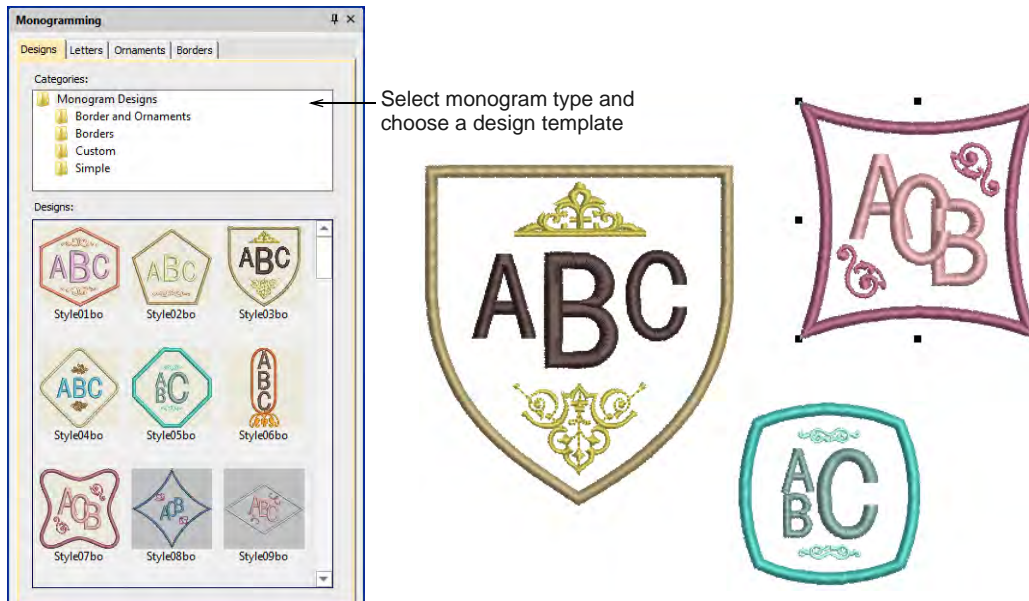 Monogramming
Designs Letters Ornaments Borders
Categories:
Monogram Designs
Border and Ornaments
Borders
Custom
Simple
Select monogram type and
choose a design template
Designs:
ABC ABC ABC
Style01bo Style02bo Style03bo
ABC ABC ABC
Style04bo Style05bo Style06bo
AOB AOB ABC
Style07bo Style08bo Style09bo
ABC
AOB
ABC